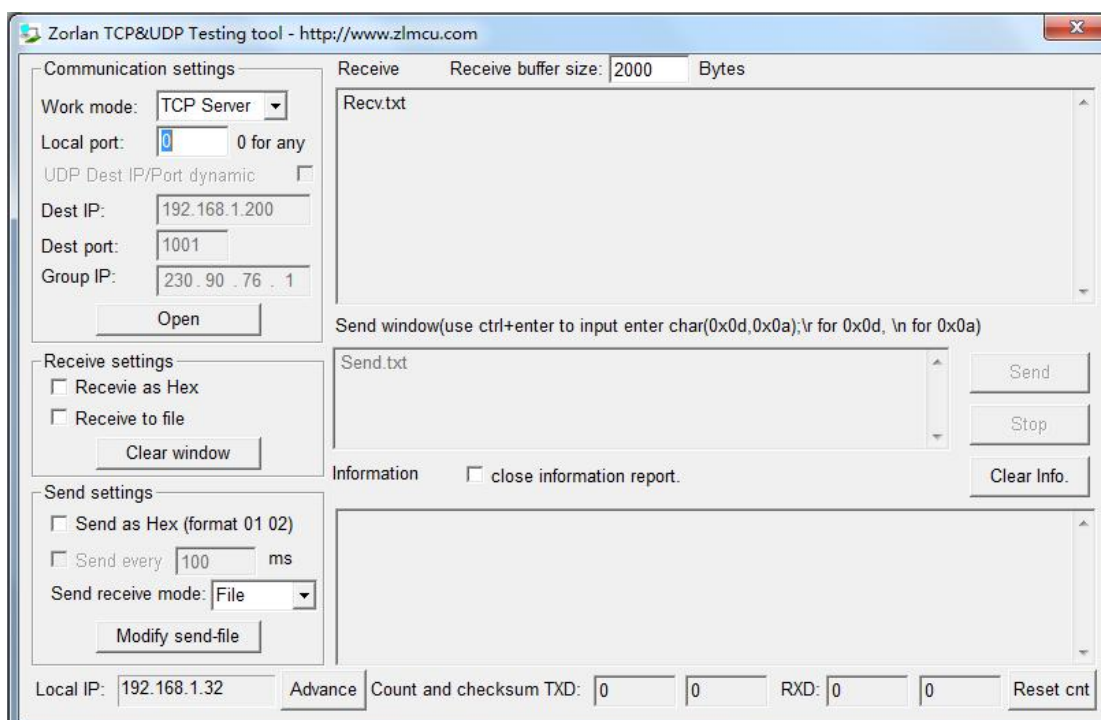 Zorlan TCP&UDP Testing tool - http://www.zlmcu.com
Communication settings
Work mode: TCP Server
Local port: 0 0 for any
UDP Dest IP/Port dynamic
Dest IP: 192.168.1.200
Dest port: 1001
Group IP: 230 . 90 . 76 . 1
Open
Receive settings
Recevie as Hex
Receive to file
Clear window
Send settings
Send as Hex (format 01 02)
Send every 100 ms
Send receive mode: File
Modify send-file
Receive Receive buffer size: 2000 Bytes
Recv.txt
Send window(use ctrl+enter to input enter char(0x0d,0x0a);\r for 0x0d, \n for 0x0a)
Send.txt
Send
Stop
Information close information report.
Clear Info.
Local IP: 192.168.1.32 Advance Count and checksum TXD: 0 0 RXD: 0 0 Reset cnt